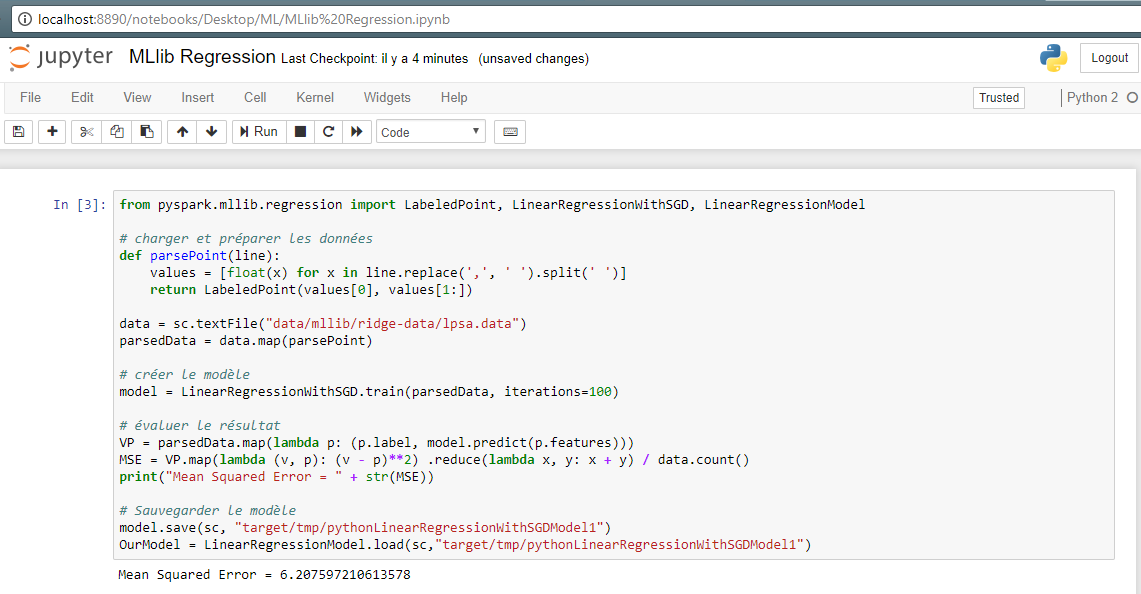 localhost:8890/notebooks/Desktop/ML/MLlib%20Regression.ipynb
jupyter MLlib Regression Last Checkpoint: il y a 4 minutes (unsaved changes) Logout
File Edit View Insert Cell Kernel Widgets Help Trusted Python 2
Run Code
In [3]: from pyspark.mllib.regression import LabeledPoint, LinearRegressionWithSGD, LinearRegressionModel
# charger et préparer les données
def parsePoint(line):
    values = [float(x) for x in line.replace(',', ' ').split(' ')]
    return LabeledPoint(values[0], values[1:])
data = sc.textFile("data/mllib/ridge-data/lpsa.data")
parsedData = data.map(parsePoint)
# créer le modèle
model = LinearRegressionWithSGD.train(parsedData, iterations=100)
# évaluer le résultat
VP = parsedData.map(lambda p: (p.label, model.predict(p.features)))
MSE = VP.map(lambda (v, p): (v - p)**2) .reduce(lambda x, y: x + y) / data.count()
print("Mean Squared Error = " + str(MSE))
# Sauvegarder le modèle
model.save(sc, "target/tmp/pythonLinearRegressionWithSGDModel1")
OurModel = LinearRegressionModel.load(sc,"target/tmp/pythonLinearRegressionWithSGDModel1")
Mean Squared Error = 6.207597210613578